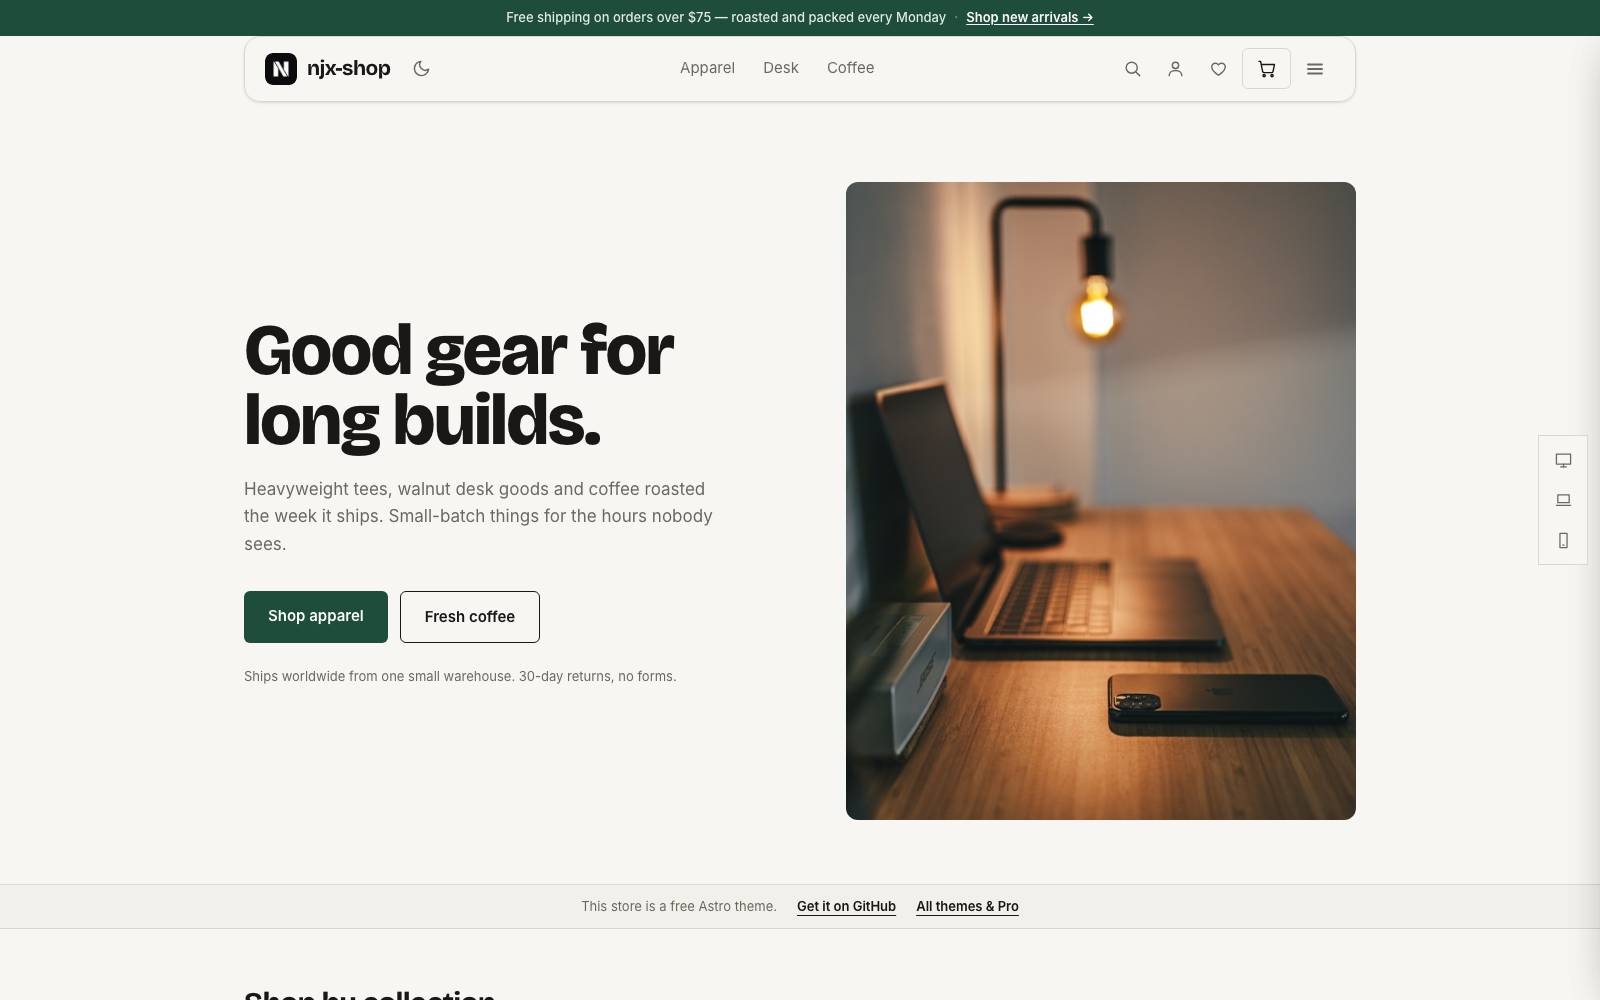 Free shipping on orders over $75 — roasted and packed every Monday · Shop new arrivals →
N njx-shop Apparel Desk Coffee
Good gear for
long builds.
Heavyweight tees, walnut desk goods and coffee roasted
the week it ships. Small-batch things for the hours nobody
sees.
Shop apparel Fresh coffee
Ships worldwide from one small warehouse. 30-day returns, no forms.
This store is a free Astro theme. Get it on GitHub All themes & Pro
Shop by collection